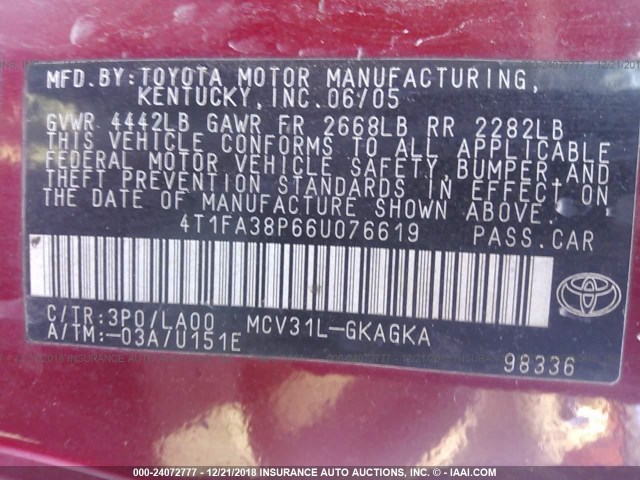 MFD. BY: TOYOTA MOTOR MANUFACTURING,
KENTUCKY, INC. 06/05
GVWR 4442LB GAWR FR 2668LB RR 2282LB
THIS VEHICLE CONFORMS TO ALL APPLICABLE
FEDERAL MOTOR VEHICLE SAFETY, BUMPER, AND
THEFT PREVENTION STANDARDS IN EFFECT ON
THE DATE OF MANUFACTURE SHOWN ABOVE.
4T1FA38P66U076619 PASS. CAR
C/TR: 3P0/LA00 MCV31L-GKAGKA
A/TM: -03A/U151E
98336
000-24072777 - 12/21/2018 - INSURANCE AUTO AUCTIONS, INC. - © - IAAI.COM